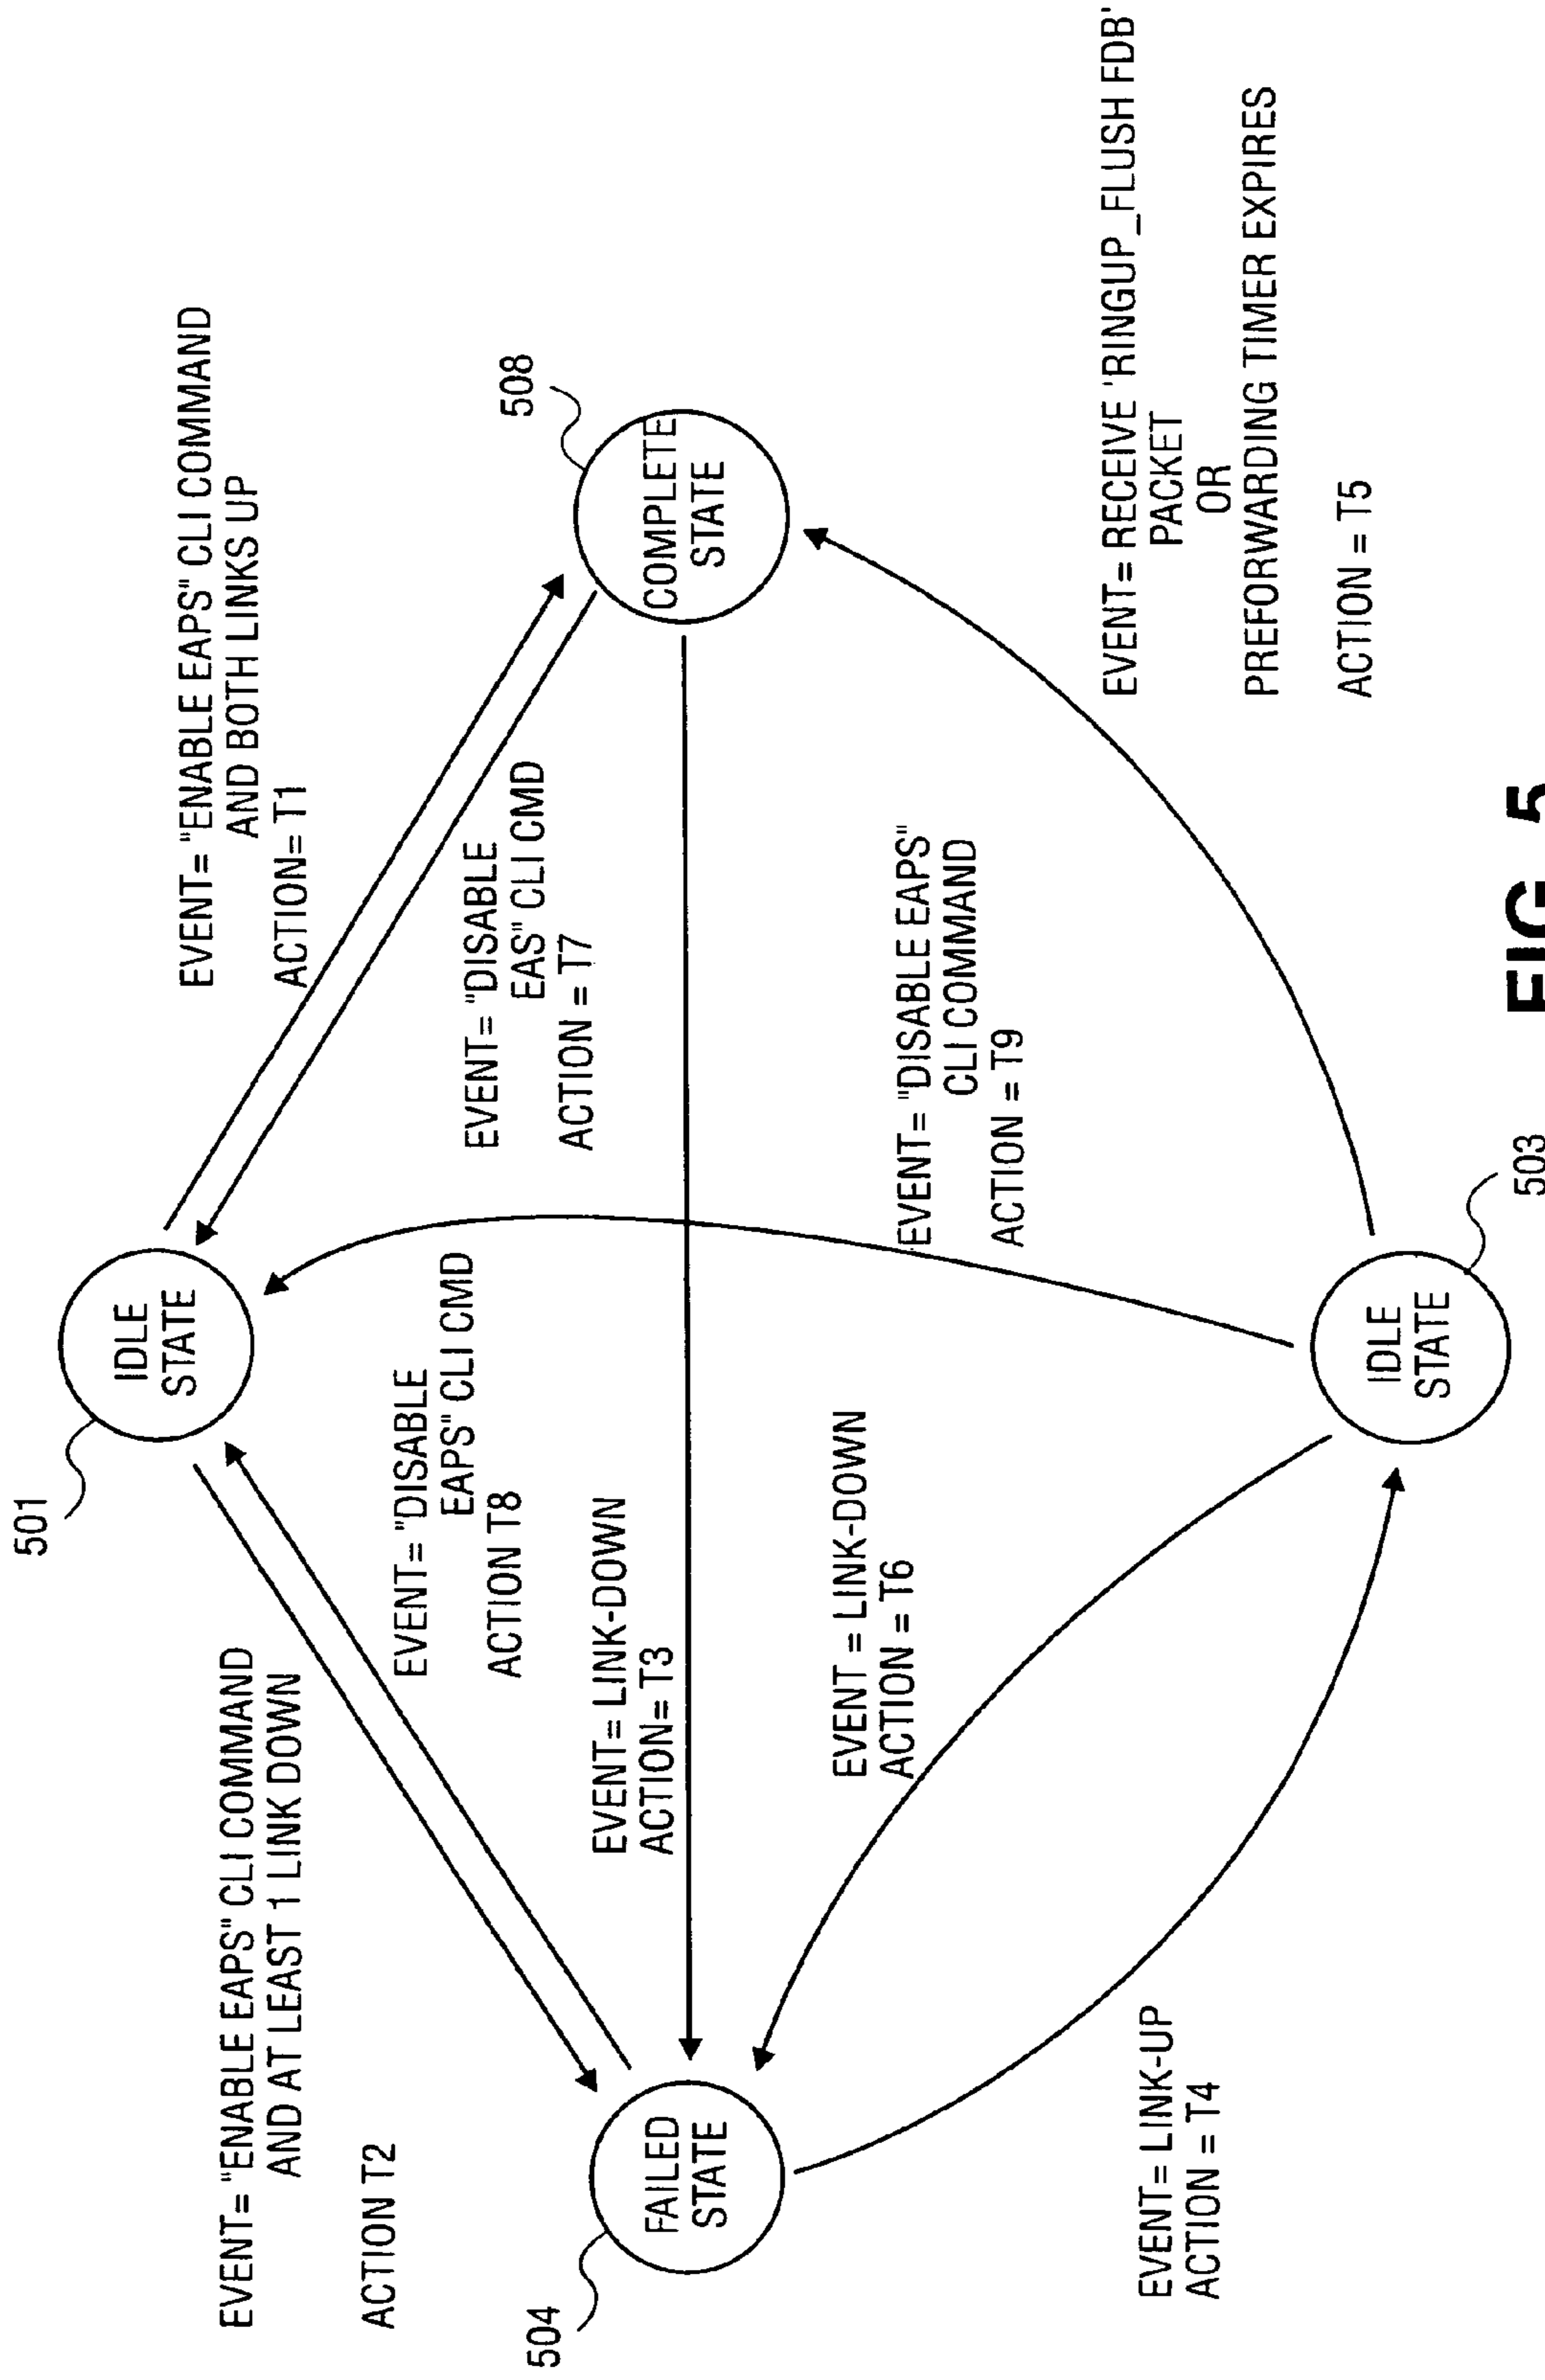 501
IDLE
STATE
EVENT= "ENABLE EAPS" CLI COMMAND
AND BOTH LINKS UP
ACTION= T1
EVENT= "ENABLE EAPS" CLI COMMAND
AND AT LEAST 1 LINK DOWN
ACTION T2
EVENT= "DISABLE
EAPS" CLI CMD
ACTION T8
EVENT= "DISABLE
EAS" CLI CMD
ACTION = T7
504
FAILED
STATE
508
COMPLETE
STATE
EVENT= LINK-DOWN
ACTION= T3
EVENT = LINK-DOWN
ACTION = T6
EVENT= "DISABLE EAPS"
CLI COMMAND
ACTION = T9
EVENT= LINK-UP
ACTION = T4
EVENT= RECEIVE 'RINGUP_FLUSH FDB'
PACKET
OR
PREFORWARDING TIMER EXPIRES
ACTION = T5
IDLE
STATE
503
FIG 5